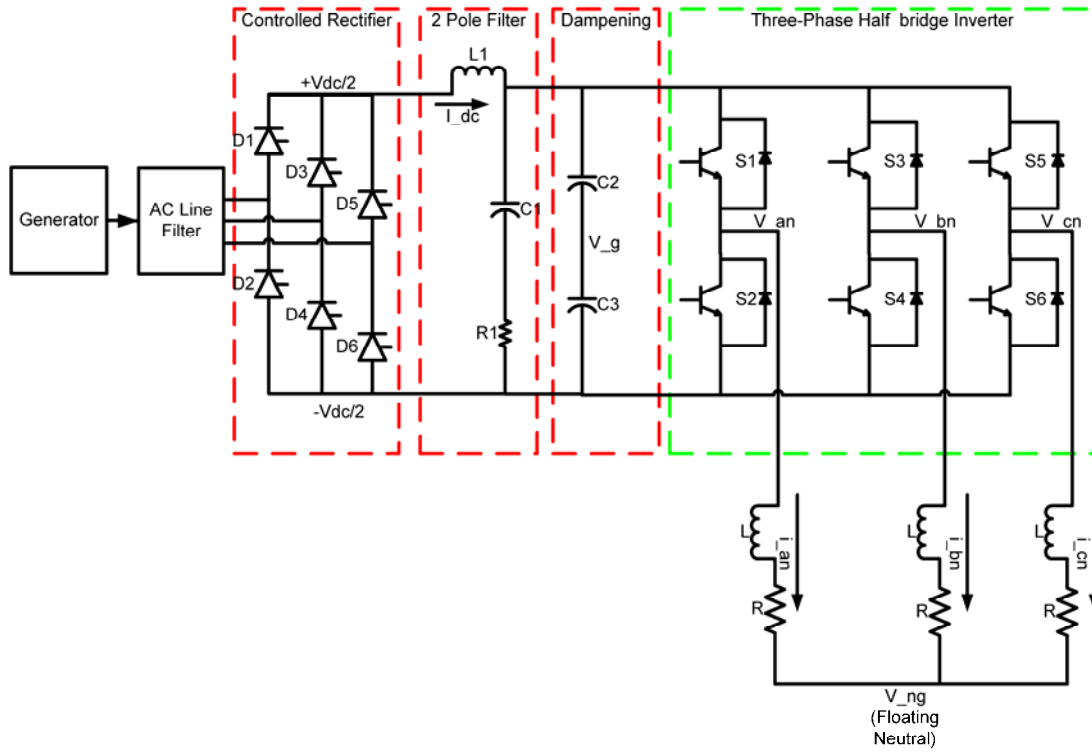 Controlled Rectifier
2 Pole Filter
Dampening
Three-Phase Half bridge Inverter
L1
+Vdc/2
I_dc
D1
D3
D5
Generator
AC Line
Filter
D2
D4
D6
-Vdc/2
C1
R1
C2
V_g
C3
S1
S3
S5
V_an
V_bn
V_cn
S2
S4
S6
L
i_an
L
i_bn
L
i_cn
R
R
R
V_ng
(Floating
Neutral)